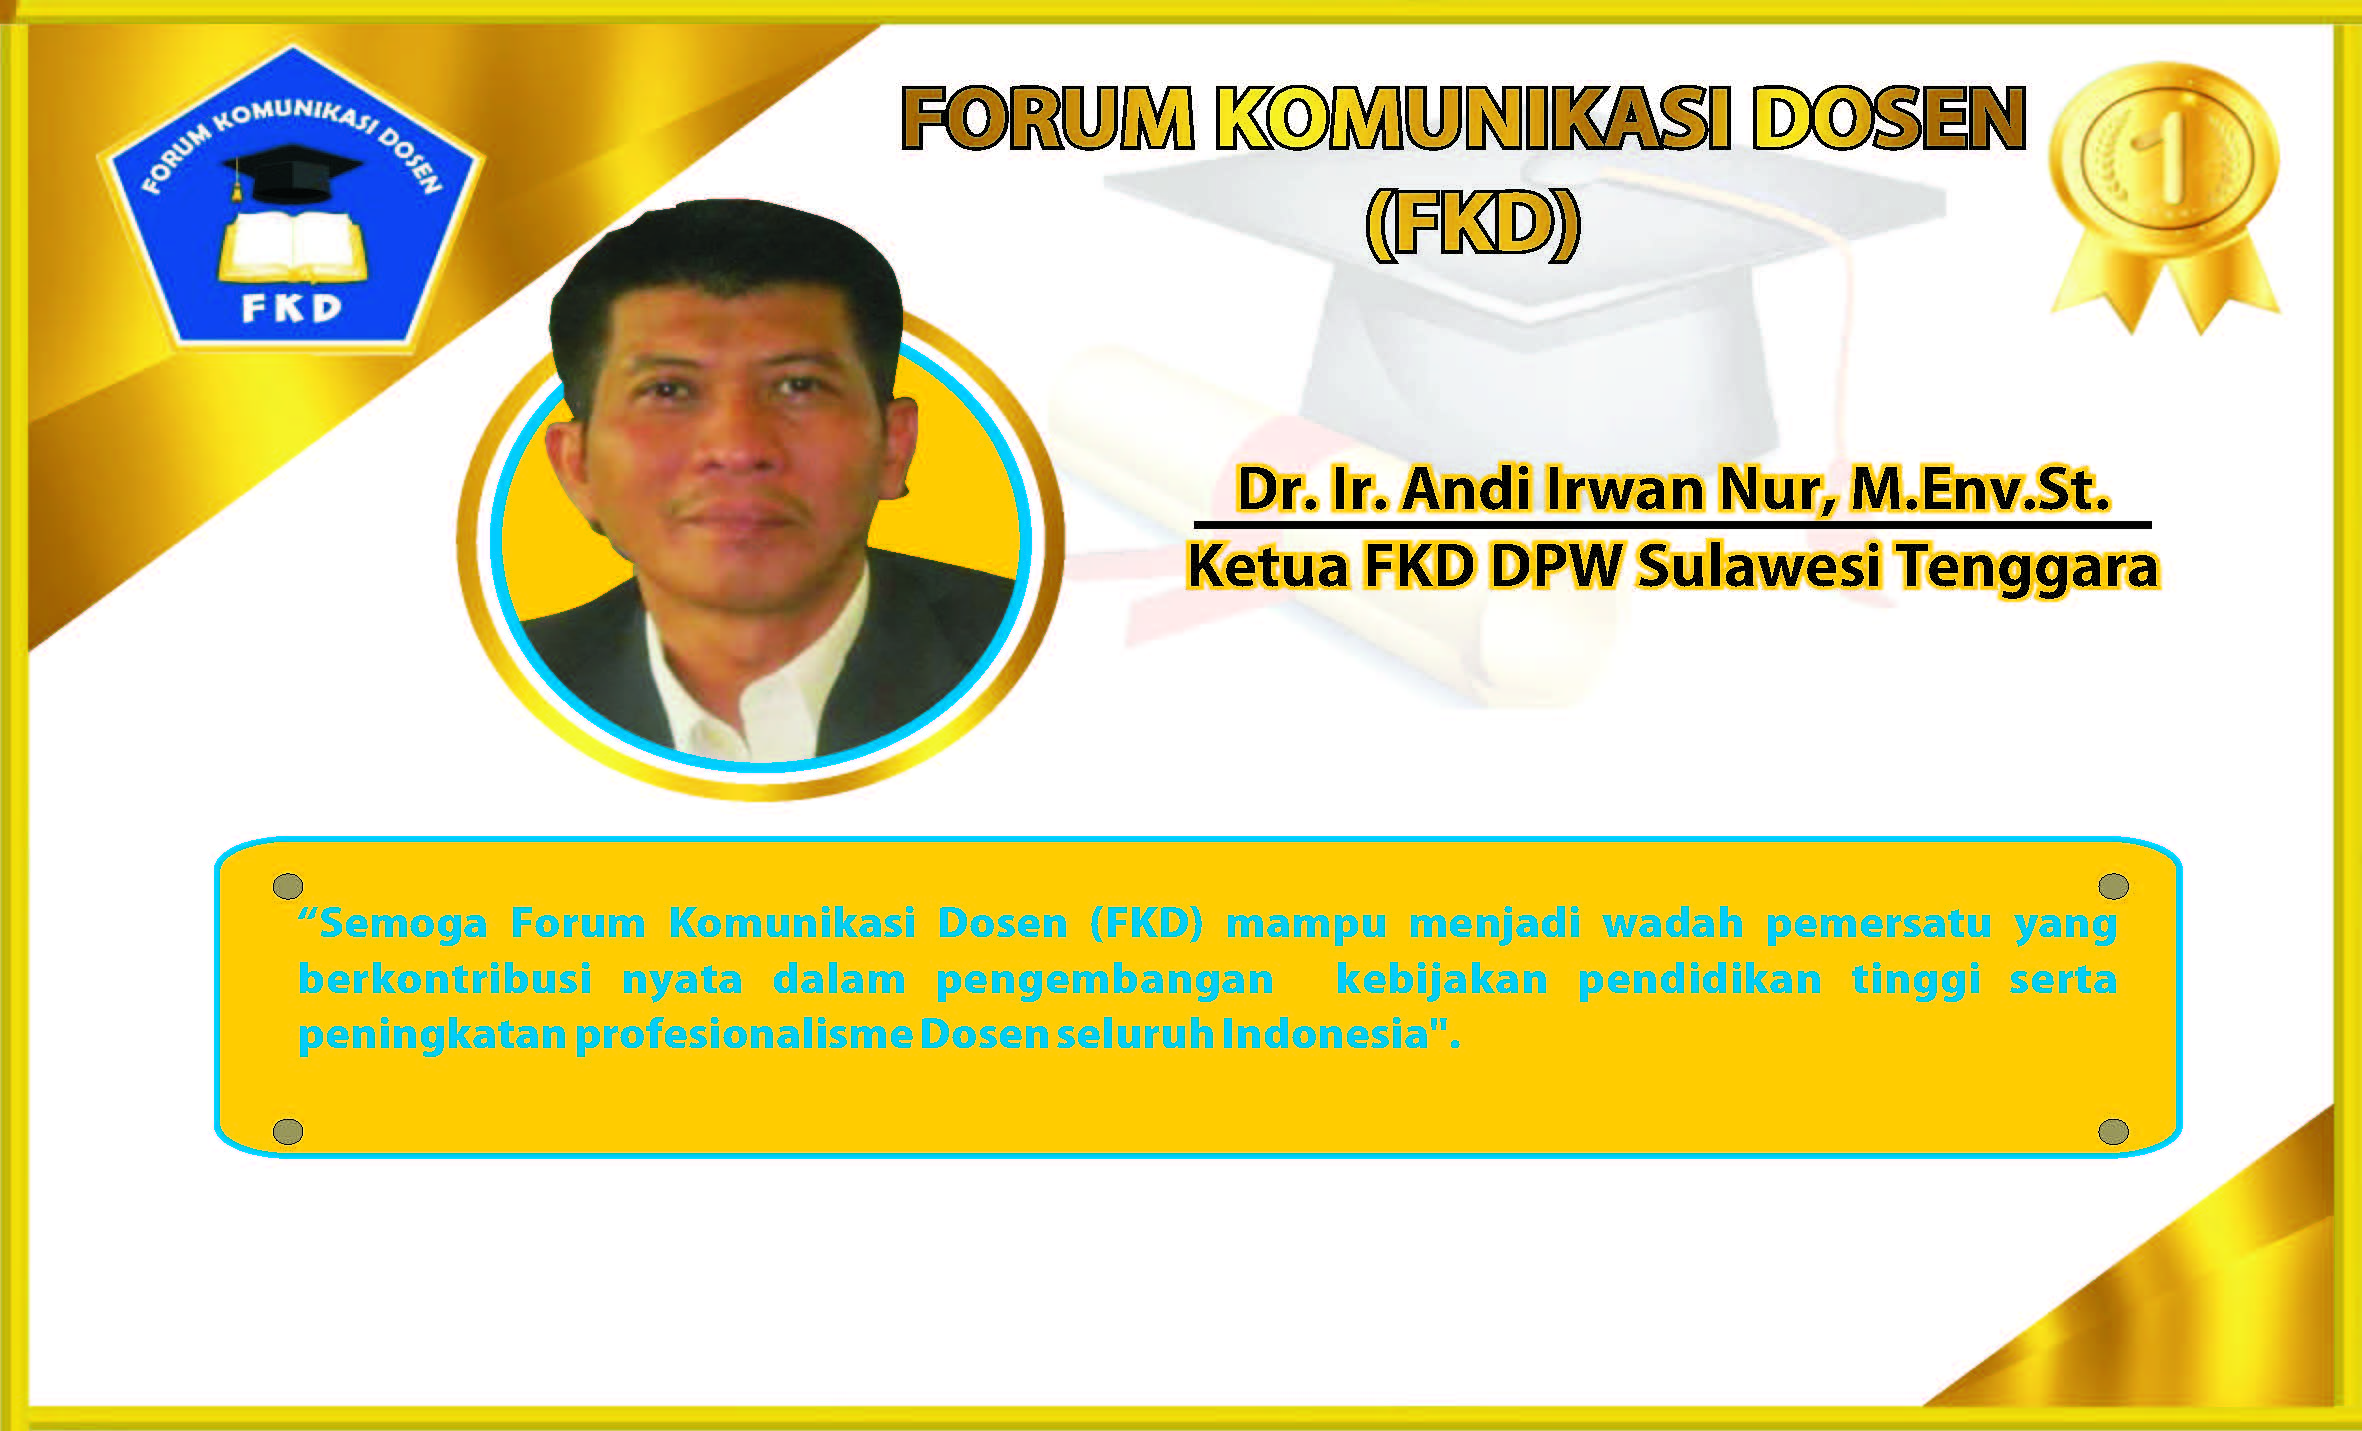 FORUM KOMUNIKASI DOSEN
FKD
FORUM KOMUNIKASI DOSEN
(FKD)
1
Dr. Ir. Andi Irwan Nur, M.Env.St.
Ketua FKD DPW Sulawesi Tenggara
“Semoga Forum Komunikasi Dosen (FKD) mampu menjadi wadah pemersatu yang
berkontribusi nyata dalam pengembangan kebijakan pendidikan tinggi serta
peningkatan profesionalisme Dosen seluruh Indonesia".